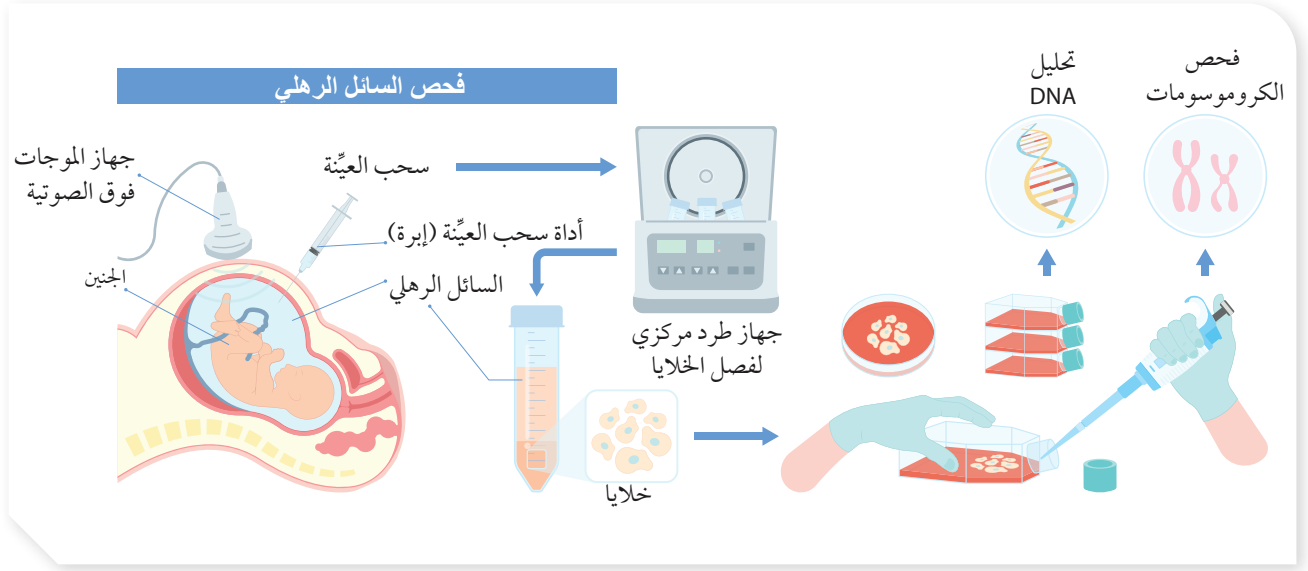 فحص السائل الرهلي
جهاز الموجات
فوق الصوتية
سحب العيِّنة
أداة سحب العيِّنة (إبرة)
السائل الرهلي
الجنين
جهاز طرد مركزي
لفصل الخلايا
خلايا
تحليل
DNA
فحص
الكروموسومات